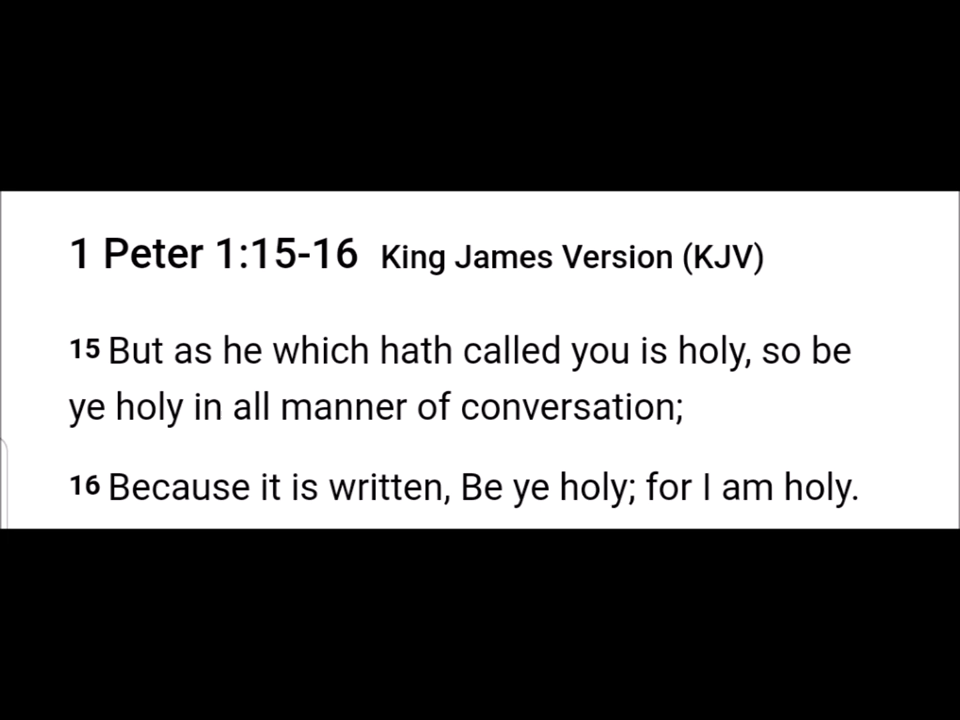 1 Peter 1:15-16 King James Version (KJV)
15 But as he which hath called you is holy, so be
ye holy in all manner of conversation;
16 Because it is written, Be ye holy; for I am holy.